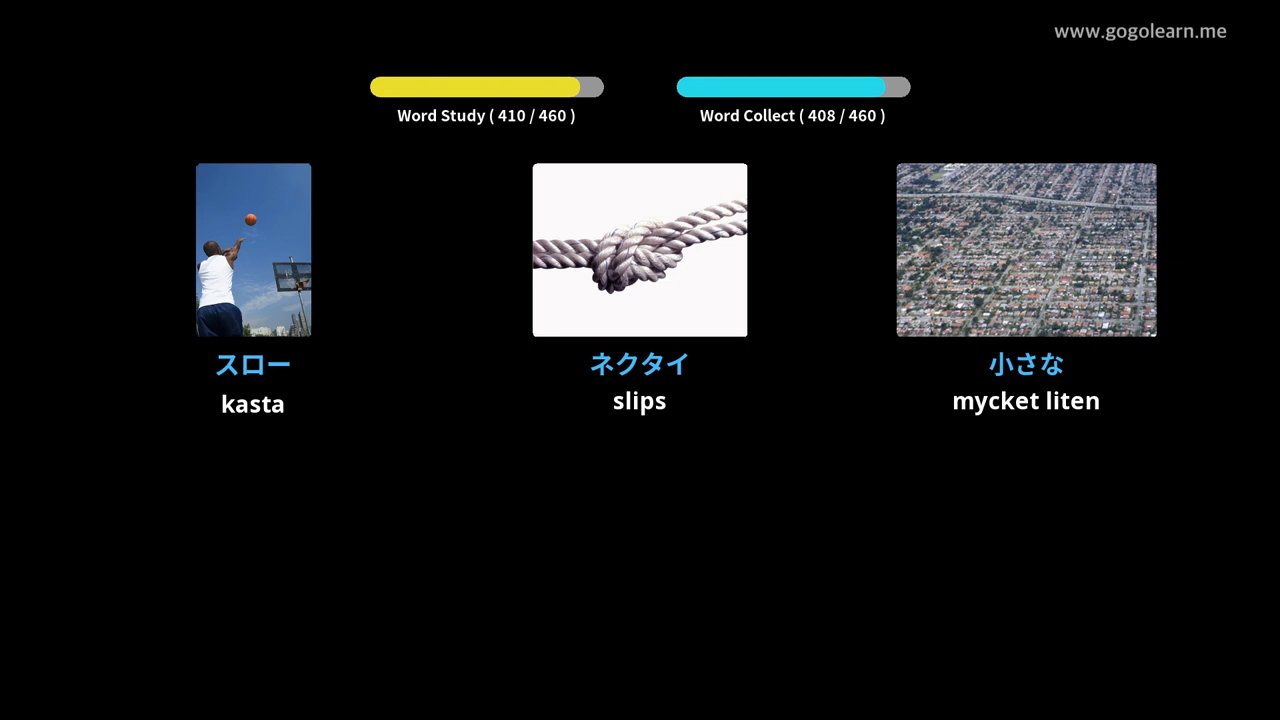 www.gogolearn.me
Word Study ( 410 / 460 )
Word Collect ( 408 / 460 )
スロー
ネクタイ
小さな
kasta
slips
mycket liten